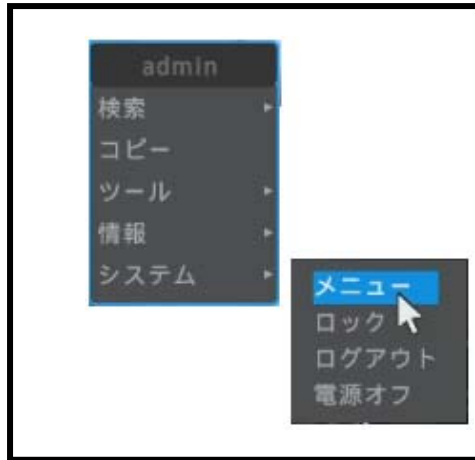 admin
検索
コピー
ツール
情報
システム
メニュー
ロック
ログアウト
電源オフ